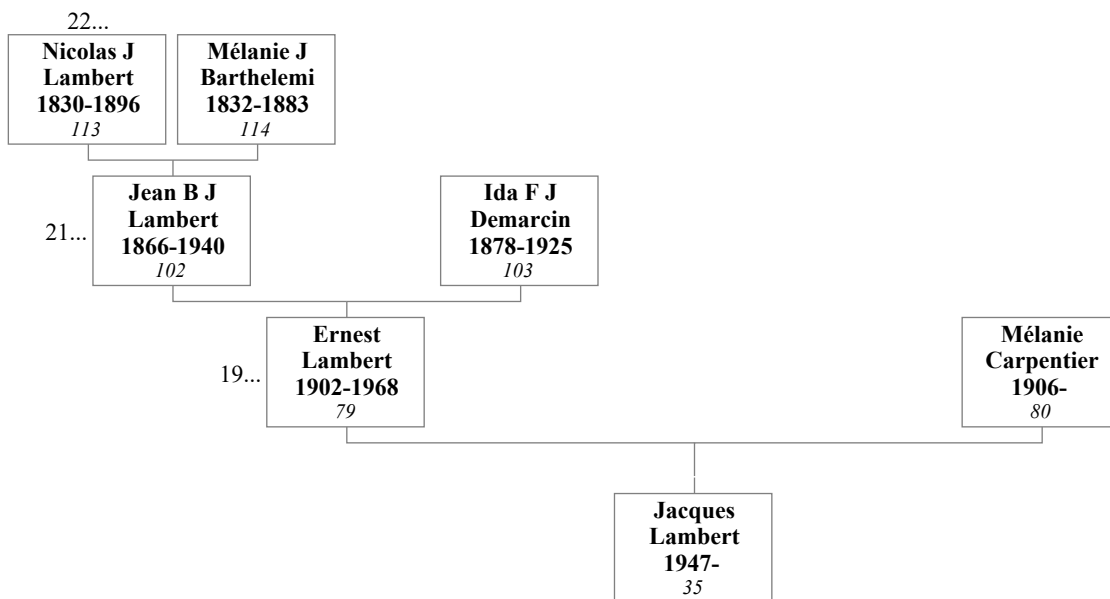 22...
Nicolas J
Lambert
1830-1896
113
Mélanie J
Barthelemi
1832-1883
114
21...
Jean B J
Lambert
1866-1940
102
Ida F J
Demarcin
1878-1925
103
19...
Ernest
Lambert
1902-1968
79
Mélanie
Carpentier
1906-
80
Jacques
Lambert
1947-
35